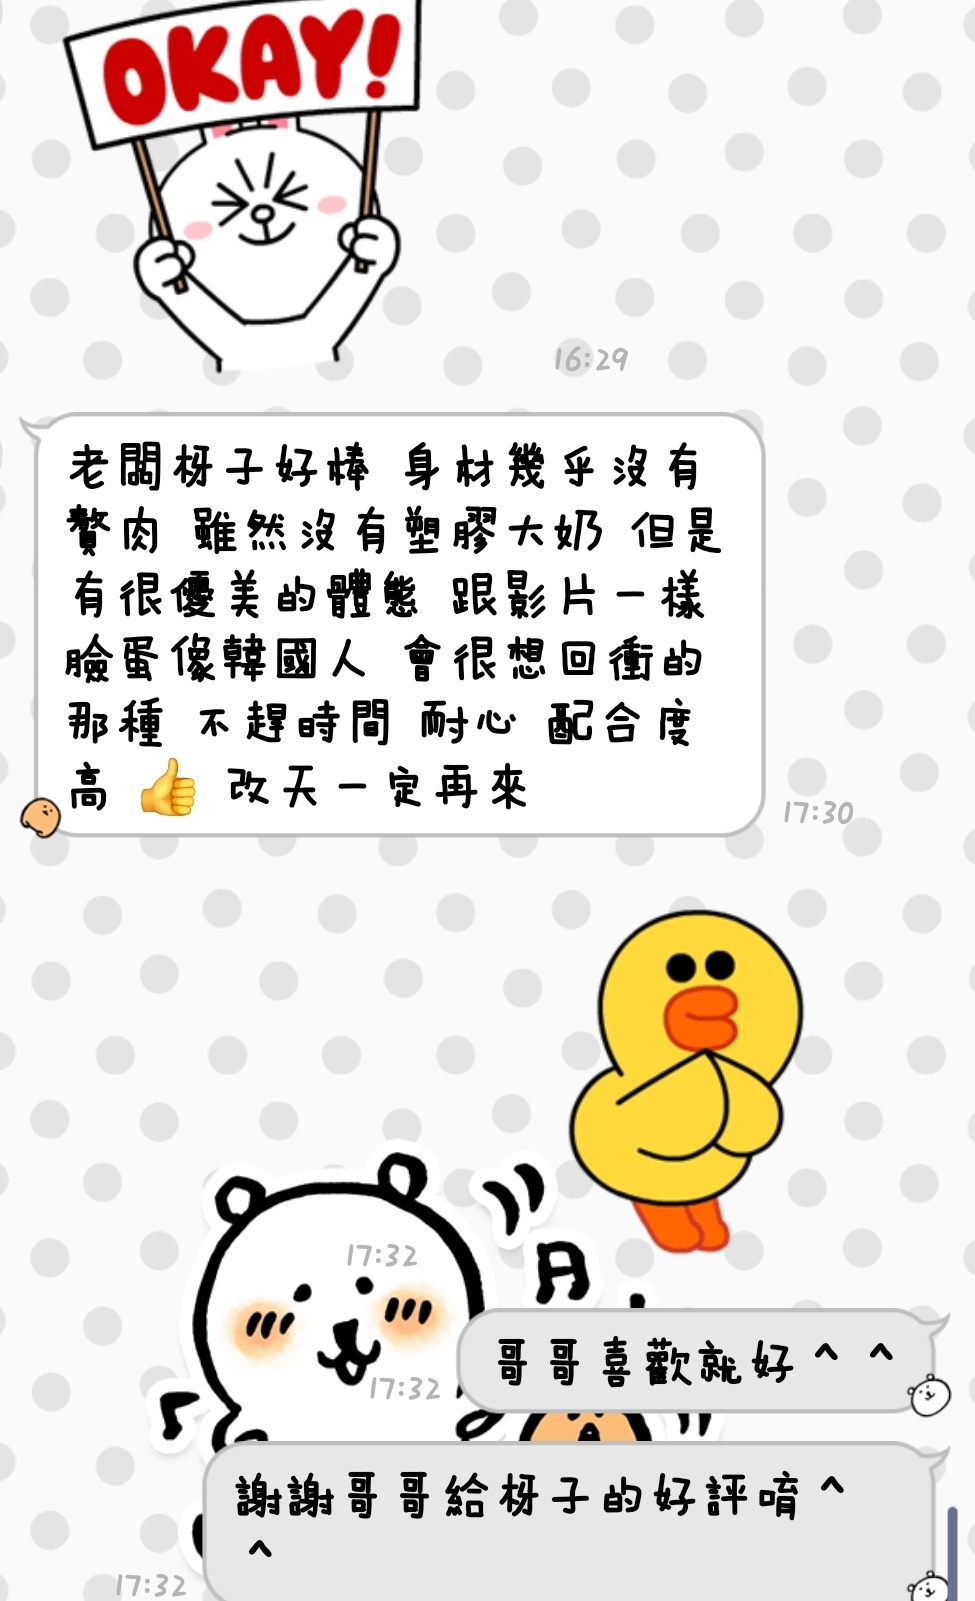 OKAY!
16:29
老闆枒子好棒 身材幾乎沒有
贅肉 雖然沒有塑膠大奶 但是
有很優美的體態 跟影片一樣
臉蛋像韓國人 會很想回衝的
那種 不趕時間 耐心 配合度
高 👍 改天一定再來
17:30
17:32
哥哥喜歡就好^ ^
17:32
謝謝哥哥給枒子的好評唷^
^
17:32